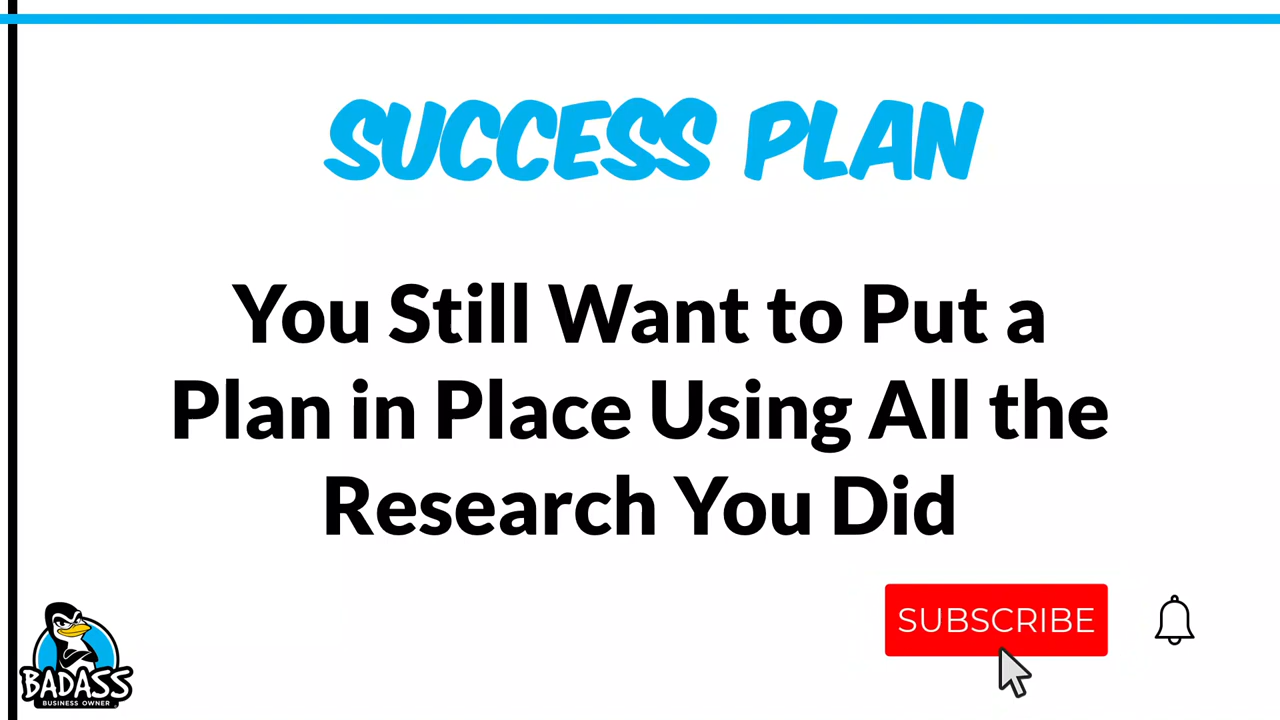 SUCCESS PLAN
You Still Want to Put a
Plan in Place Using All the
Research You Did
SUBSCRIBE
BADASS
BUSINESS OWNER